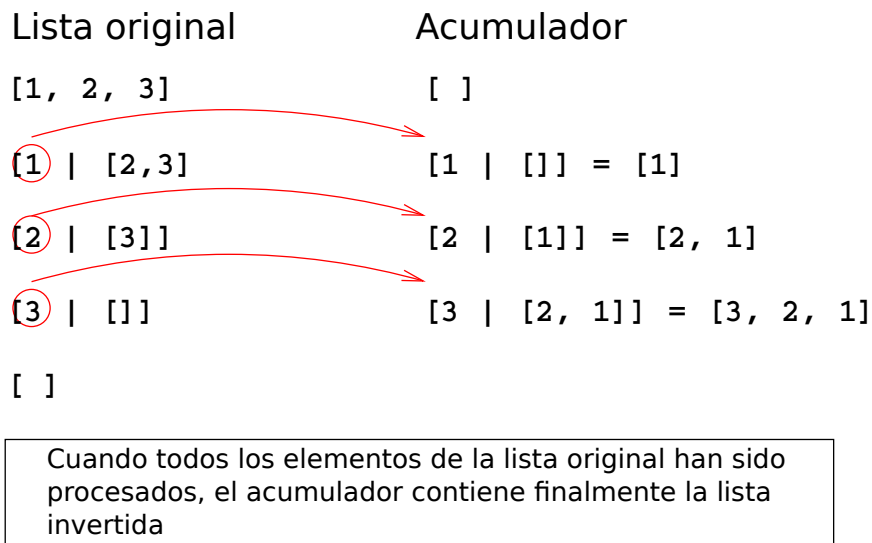 Lista original Acumulador
[1, 2, 3] [ ]
[1 | [2,3] [1 | []] = [1]
[2 | [3]] [2 | [1]] = [2, 1]
[3 | []] [3 | [2, 1]] = [3, 2, 1]
[ ]
Cuando todos los elementos de la lista original han sido
procesados, el acumulador contiene finalmente la lista
invertida